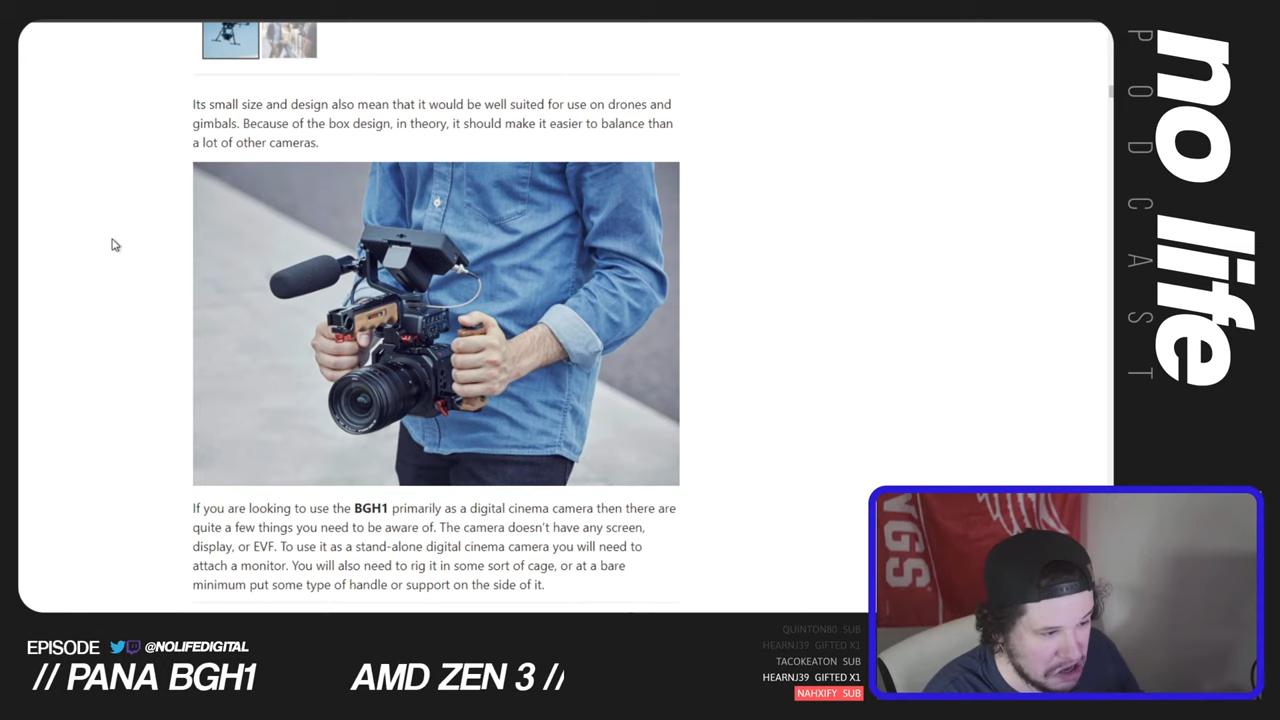 Its small size and design also mean that it would be well suited for use on drones and
gimbals. Because of the box design, in theory, it should make it easier to balance than
a lot of other cameras.
If you are looking to use the BGH1 primarily as a digital cinema camera then there are
quite a few things you need to be aware of. The camera doesn't have any screen,
display, or EVF. To use it as a stand-alone digital cinema camera you will need to
attach a monitor. You will also need to rig it in some sort of cage, or at a bare
minimum put some type of handle or support on the side of it.
no life
PODCAST
NGS
EPISODE @NOLIFEDIGITAL
// PANA BGH1 AMD ZEN 3 //
QUINTON80 SUB
HEARNJ39 GIFTED X1
TACOKEATON SUB
HEARNJ39 GIFTED X1
NAHXIFY SUB